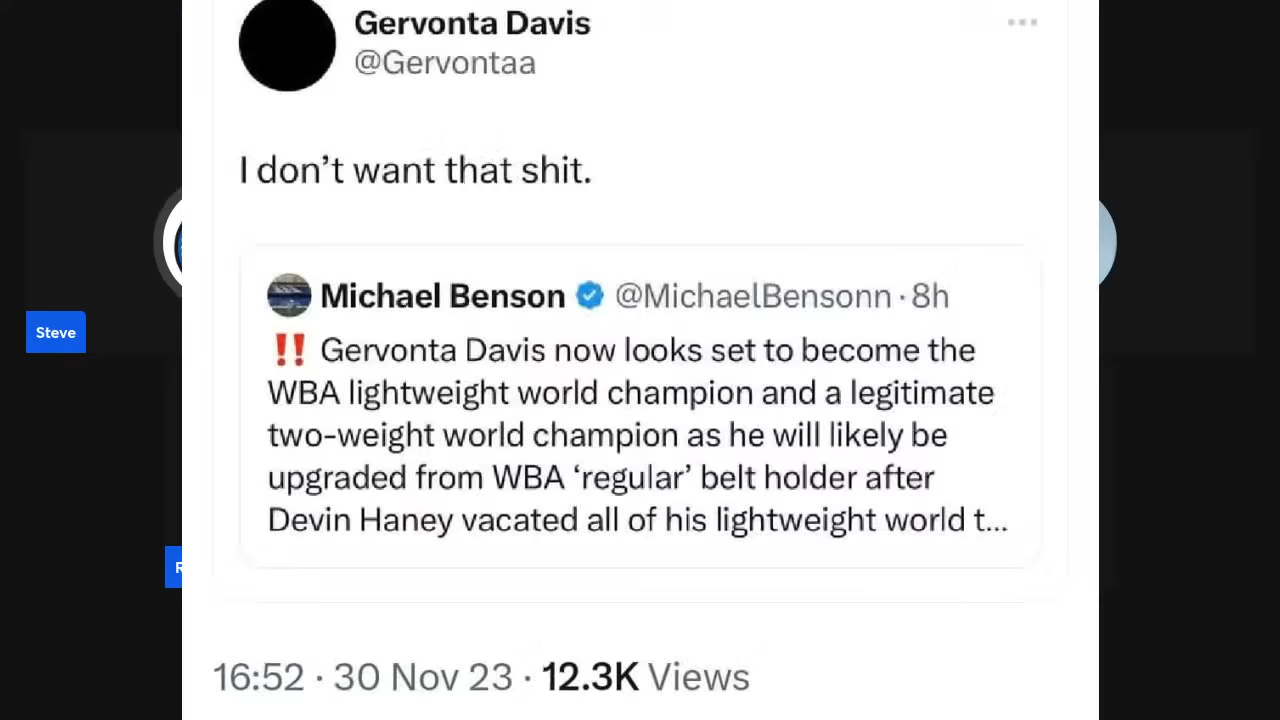 Gervonta Davis
@Gervontaa
I don’t want that shit.
Michael Benson @MichaelBensonn · 8h
‼️ Gervonta Davis now looks set to become the
WBA lightweight world champion and a legitimate
two-weight world champion as he will likely be
upgraded from WBA ‘regular’ belt holder after
Devin Haney vacated all of his lightweight world t...
Steve
R
16:52 · 30 Nov 23 · 12.3K Views